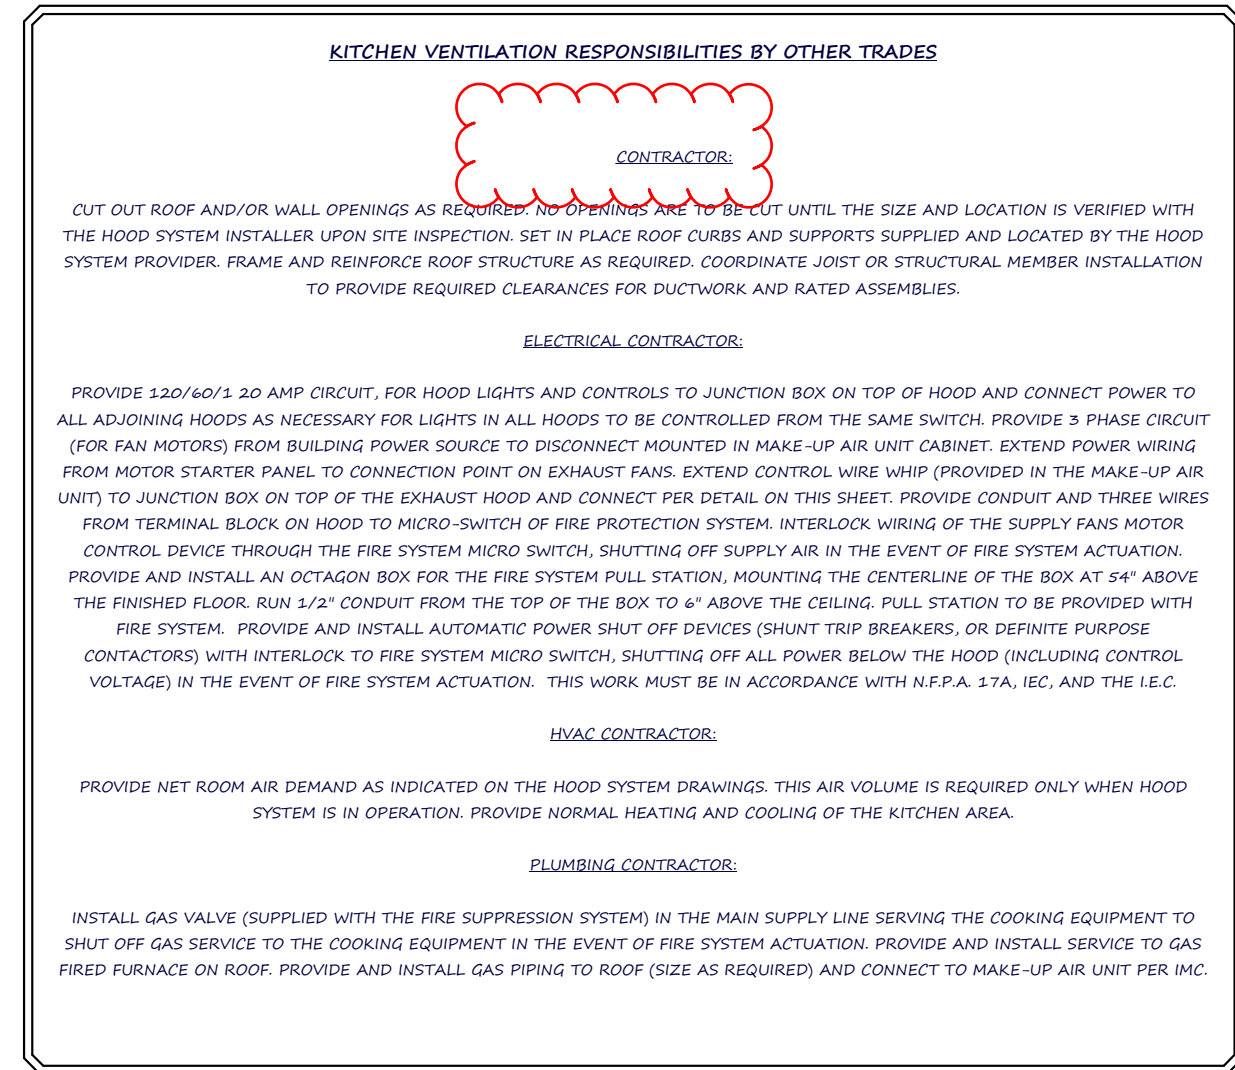 KITCHEN VENTILATION RESPONSIBILITIES BY OTHER TRADES
CONTRACTOR:
CUT OUT ROOF AND/OR WALL OPENINGS AS REQUIRED. NO OPENINGS ARE TO BE CUT UNTIL THE SIZE AND LOCATION IS VERIFIED WITH
THE HOOD SYSTEM INSTALLER UPON SITE INSPECTION. SET IN PLACE ROOF CURBS AND SUPPORTS SUPPLIED AND LOCATED BY THE HOOD
SYSTEM PROVIDER. FRAME AND REINFORCE ROOF STRUCTURE AS REQUIRED. COORDINATE JOIST OR STRUCTURAL MEMBER INSTALLATION
TO PROVIDE REQUIRED CLEARANCES FOR DUCTWORK AND RATED ASSEMBLIES.
ELECTRICAL CONTRACTOR:
PROVIDE 120/60/1 20 AMP CIRCUIT, FOR HOOD LIGHTS AND CONTROLS TO JUNCTION BOX ON TOP OF HOOD AND CONNECT POWER TO
ALL ADJOINING HOODS AS NECESSARY FOR LIGHTS IN ALL HOODS TO BE CONTROLLED FROM THE SAME SWITCH. PROVIDE 3 PHASE CIRCUIT
(FOR FAN MOTORS) FROM BUILDING POWER SOURCE TO DISCONNECT MOUNTED IN MAKE-UP AIR UNIT CABINET. EXTEND POWER WIRING
FROM MOTOR STARTER PANEL TO CONNECTION POINT ON EXHAUST FANS. EXTEND CONTROL WIRE WHIP (PROVIDED IN THE MAKE-UP AIR
UNIT) TO JUNCTION BOX ON TOP OF THE EXHAUST HOOD AND CONNECT PER DETAIL ON THIS SHEET. PROVIDE CONDUIT AND THREE WIRES
FROM TERMINAL BLOCK ON HOOD TO MICRO-SWITCH OF FIRE PROTECTION SYSTEM. INTERLOCK WIRING OF THE SUPPLY FANS MOTOR
CONTROL DEVICE THROUGH THE FIRE SYSTEM MICRO SWITCH, SHUTTING OFF SUPPLY AIR IN THE EVENT OF FIRE SYSTEM ACTUATION.
PROVIDE AND INSTALL AN OCTAGON BOX FOR THE FIRE SYSTEM PULL STATION, MOUNTING THE CENTERLINE OF THE BOX AT 54" ABOVE
THE FINISHED FLOOR. RUN 1/2" CONDUIT FROM THE TOP OF THE BOX TO 6" ABOVE THE CEILING. PULL STATION TO BE PROVIDED WITH
FIRE SYSTEM. PROVIDE AND INSTALL AUTOMATIC POWER SHUT OFF DEVICES (SHUNT TRIP BREAKERS, OR DEFINITE PURPOSE
CONTACTORS) WITH INTERLOCK TO FIRE SYSTEM MICRO SWITCH, SHUTTING OFF ALL POWER BELOW THE HOOD (INCLUDING CONTROL
VOLTAGE) IN THE EVENT OF FIRE SYSTEM ACTUATION. THIS WORK MUST BE IN ACCORDANCE WITH N.F.P.A. 17A, IEC, AND THE I.E.C.
HVAC CONTRACTOR:
PROVIDE NET ROOM AIR DEMAND AS INDICATED ON THE HOOD SYSTEM DRAWINGS. THIS AIR VOLUME IS REQUIRED ONLY WHEN HOOD
SYSTEM IS IN OPERATION. PROVIDE NORMAL HEATING AND COOLING OF THE KITCHEN AREA.
PLUMBING CONTRACTOR:
INSTALL GAS VALVE (SUPPLIED WITH THE FIRE SUPPRESSION SYSTEM) IN THE MAIN SUPPLY LINE SERVING THE COOKING EQUIPMENT TO
SHUT OFF GAS SERVICE TO THE COOKING EQUIPMENT IN THE EVENT OF FIRE SYSTEM ACTUATION. PROVIDE AND INSTALL SERVICE TO GAS
FIRED FURNACE ON ROOF. PROVIDE AND INSTALL GAS PIPING TO ROOF (SIZE AS REQUIRED) AND CONNECT TO MAKE-UP AIR UNIT PER IMC.